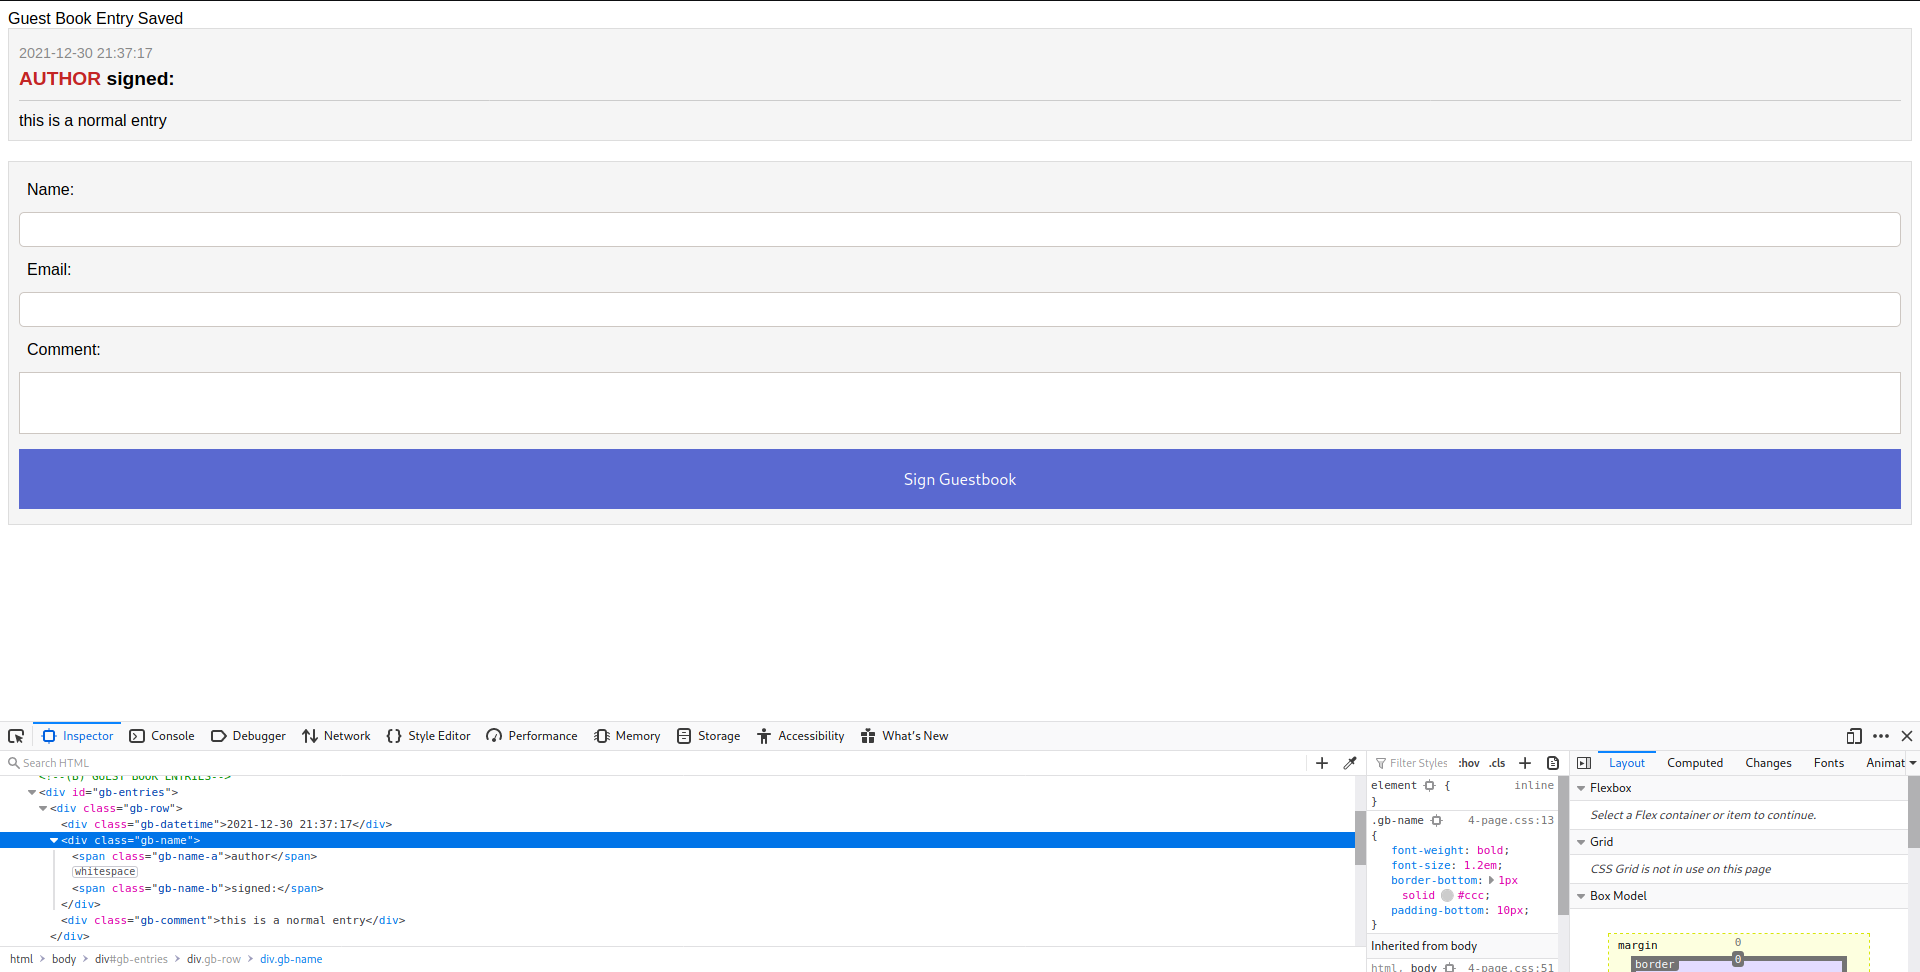 Guest Book Entry Saved
2021-12-30 21:37:17
AUTHOR signed:
this is a normal entry
Name:
Email:
Comment:
Sign Guestbook
Inspector Console Debugger Network Style Editor Performance Memory Storage Accessibility What's New
Search HTML
<!--(B) GUEST BOOK ENTRIES-->
<div id="gb-entries">
<div class="gb-row">
<div class="gb-datetime">2021-12-30 21:37:17</div>
<div class="gb-name">
<span class="gb-name-a">author</span>
whitespace
<span class="gb-name-b">signed:</span>
</div>
<div class="gb-comment">this is a normal entry</div>
</div>
html > body > div#gb-entries > div.gb-row > div.gb-name
Filter Styles :hov .cls
element { inline
}
.gb-name 4-page.css:13
{
font-weight: bold;
font-size: 1.2em;
border-bottom: 1px
solid #ccc;
padding-bottom: 10px;
}
Inherited from body
html, body 4-page.css:51
Layout Computed Changes Fonts Animat
Flexbox
Select a Flex container or item to continue.
Grid
CSS Grid is not in use on this page
Box Model
margin 0
border 0